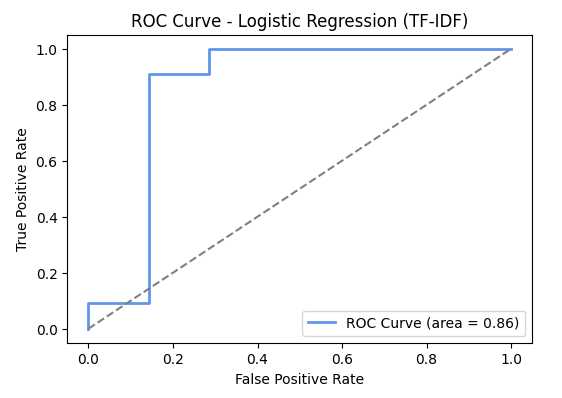 ROC Curve - Logistic Regression (TF-IDF)
1.0
0.8
0.6
0.4
0.2
0.0
True Positive Rate
ROC Curve (area = 0.86)
0.0 0.2 0.4 0.6 0.8 1.0
False Positive Rate